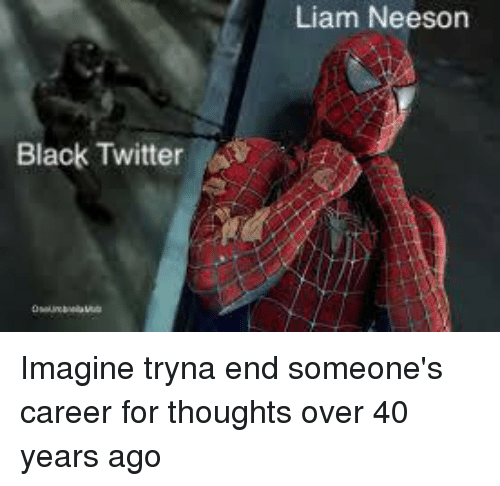 Liam Neeson
Black Twitter
Imagine tryna end someone's
career for thoughts over 40
years ago